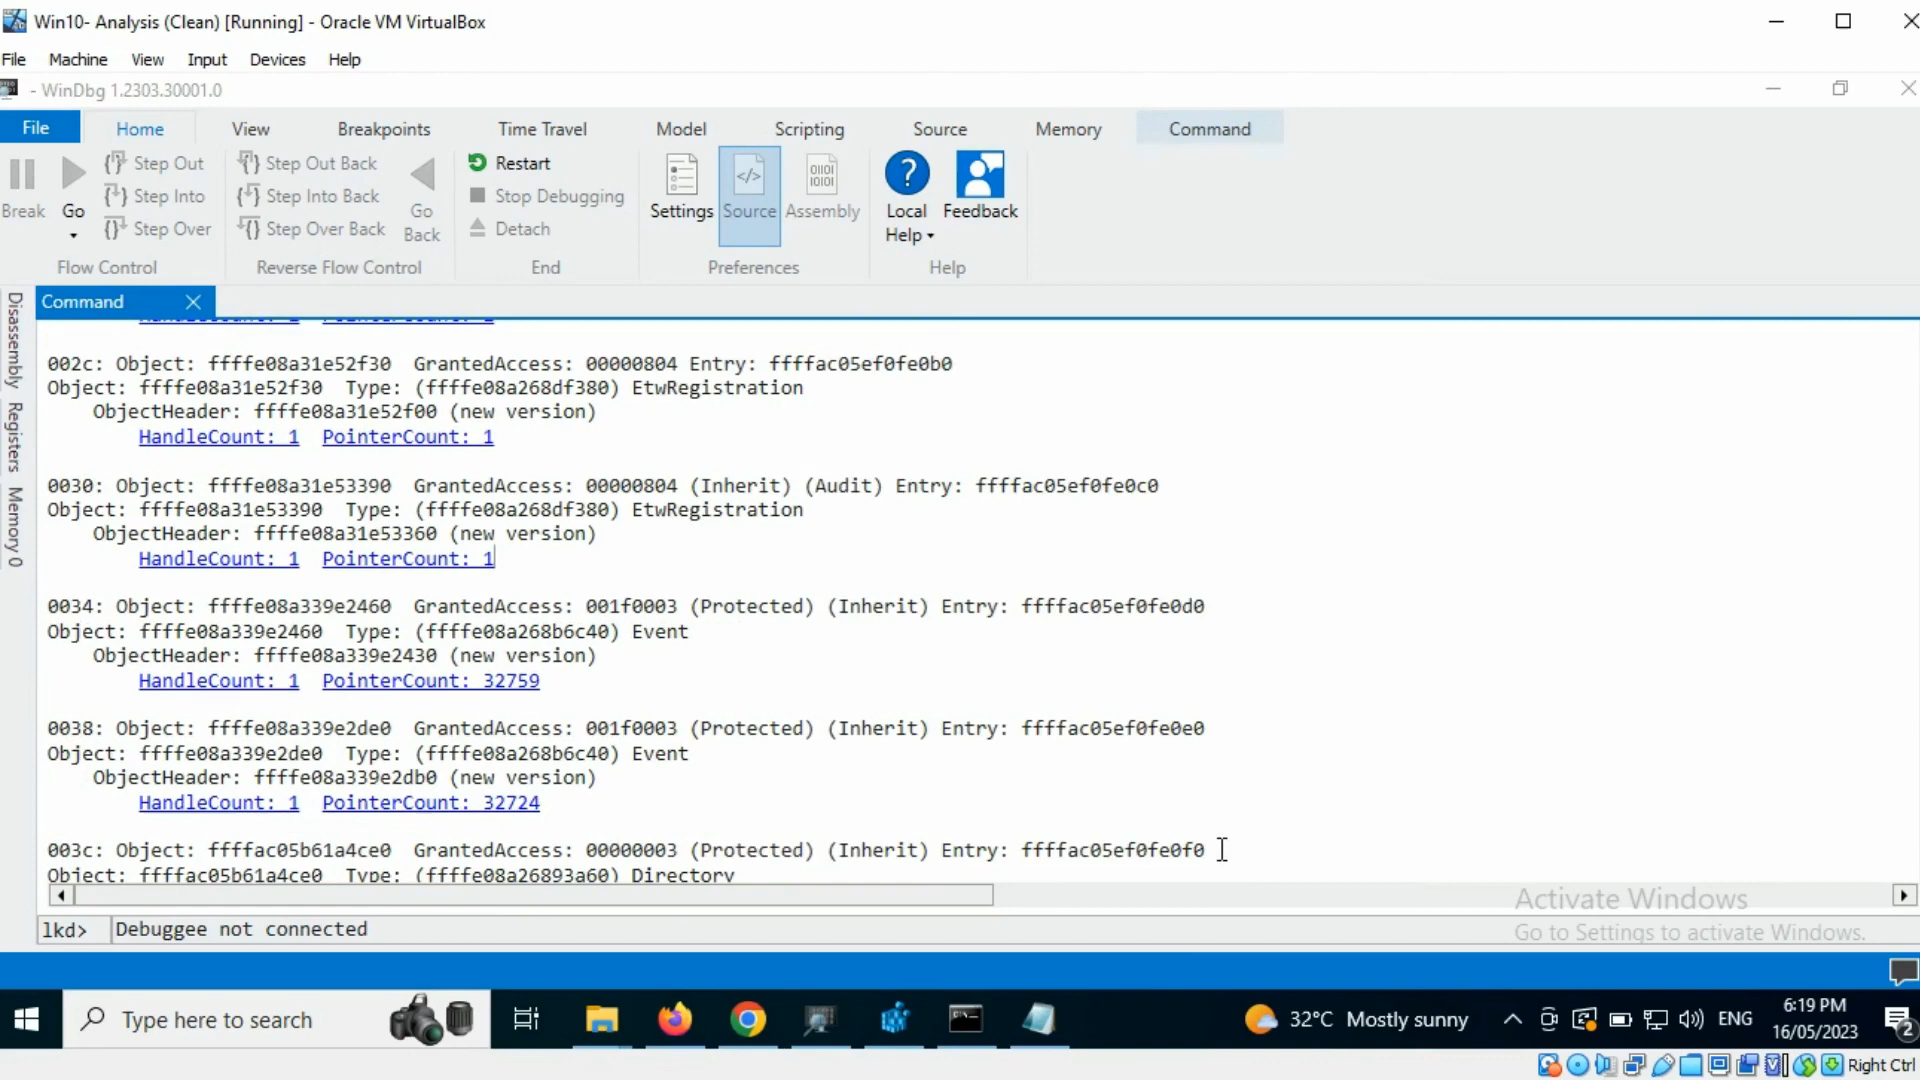 Win10- Analysis (Clean) [Running] - Oracle VM VirtualBox
File Machine View Input Devices Help
- WinDbg 1.2303.30001.0
File Home View Breakpoints Time Travel Model Scripting Source Memory Command
Break
Go
Step Out
Step Into
Step Over
Flow Control
Step Out Back
Step Into Back
Step Over Back
Go
Back
Reverse Flow Control
Restart
Stop Debugging
Detach
End
Settings Source Assembly
Preferences
Local
Help
Feedback
Help
Disassembly
Registers
Memory 0
Command
HandleCount: 1 PointerCount: 1
002c: Object: ffffe08a31e52f30 GrantedAccess: 00000804 Entry: ffffac05ef0fe0b0
Object: ffffe08a31e52f30 Type: (ffffe08a268df380) EtwRegistration
ObjectHeader: ffffe08a31e52f00 (new version)
HandleCount: 1 PointerCount: 1
0030: Object: ffffe08a31e53390 GrantedAccess: 00000804 (Inherit) (Audit) Entry: ffffac05ef0fe0c0
Object: ffffe08a31e53390 Type: (ffffe08a268df380) EtwRegistration
ObjectHeader: ffffe08a31e53360 (new version)
HandleCount: 1 PointerCount: 1
0034: Object: ffffe08a339e2460 GrantedAccess: 001f0003 (Protected) (Inherit) Entry: ffffac05ef0fe0d0
Object: ffffe08a339e2460 Type: (ffffe08a268b6c40) Event
ObjectHeader: ffffe08a339e2430 (new version)
HandleCount: 1 PointerCount: 32759
0038: Object: ffffe08a339e2de0 GrantedAccess: 001f0003 (Protected) (Inherit) Entry: ffffac05ef0fe0e0
Object: ffffe08a339e2de0 Type: (ffffe08a268b6c40) Event
ObjectHeader: ffffe08a339e2db0 (new version)
HandleCount: 1 PointerCount: 32724
003c: Object: ffffac05b61a4ce0 GrantedAccess: 00000003 (Protected) (Inherit) Entry: ffffac05ef0fe0f0
Object: ffffac05b61a4ce0 Type: (ffffe08a26893a60) Directory
Activate Windows
Go to Settings to activate Windows.
lkd> Debuggee not connected
Type here to search
32°C Mostly sunny
ENG
6:19 PM
16/05/2023
2
Right Ctrl